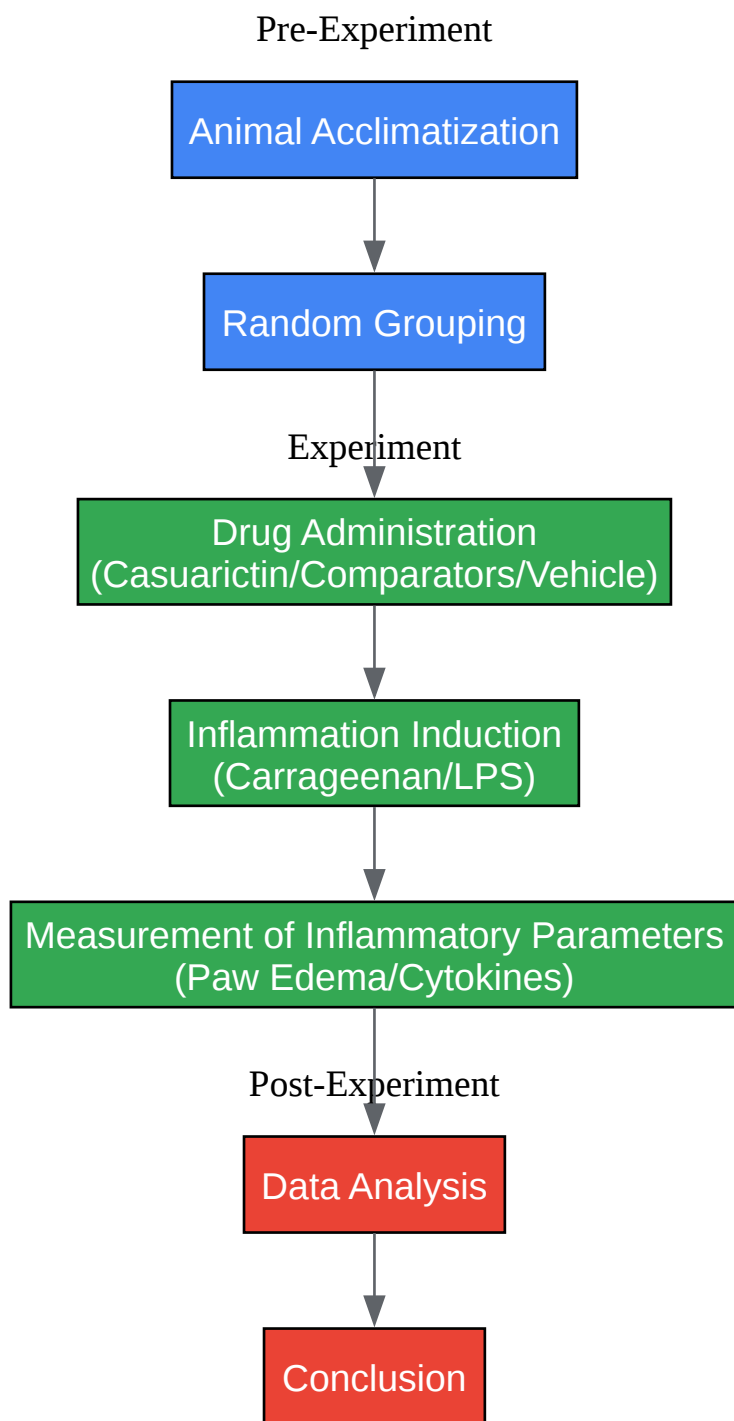 Pre-Experiment
Animal Acclimatization
Random Grouping
Experiment
Drug Administration
(Casuarictin/Comparators/Vehicle)
Inflammation Induction
(Carrageenan/LPS)
Measurement of Inflammatory Parameters
(Paw Edema/Cytokines)
Post-Experiment
Data Analysis
Conclusion